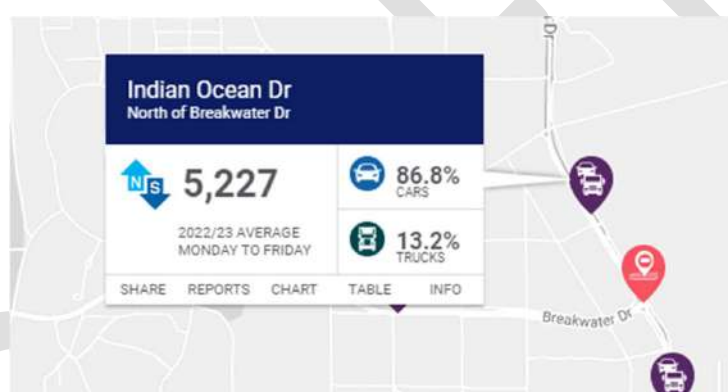 Dr
Indian Ocean Dr
North of Breakwater Dr
N S
5,227
2022/23 AVERAGE
MONDAY TO FRIDAY
86.8%
CARS
13.2%
TRUCKS
SHARE REPORTS CHART TABLE INFO
Breakwater Dr